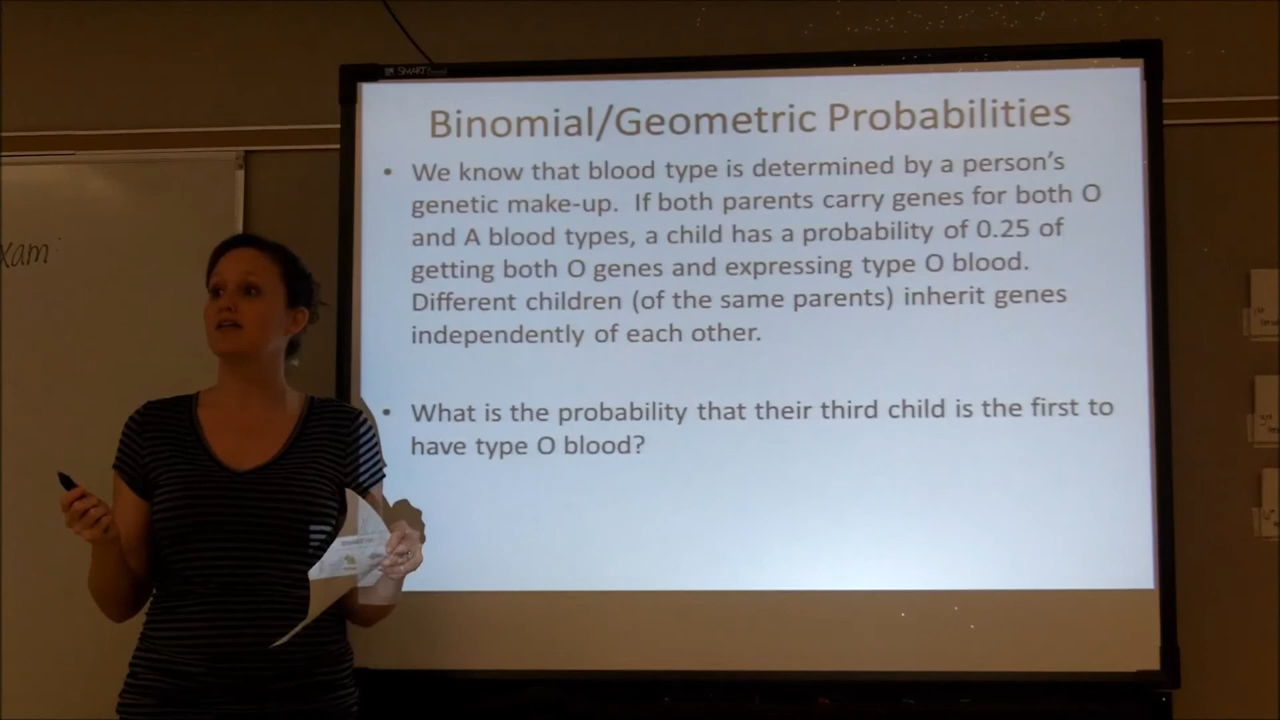 SMART Board
Binomial/Geometric Probabilities
• We know that blood type is determined by a person's
genetic make-up. If both parents carry genes for both O
and A blood types, a child has a probability of 0.25 of
getting both O genes and expressing type O blood.
Different children (of the same parents) inherit genes
independently of each other.
• What is the probability that their third child is the first to
have type O blood?
xam